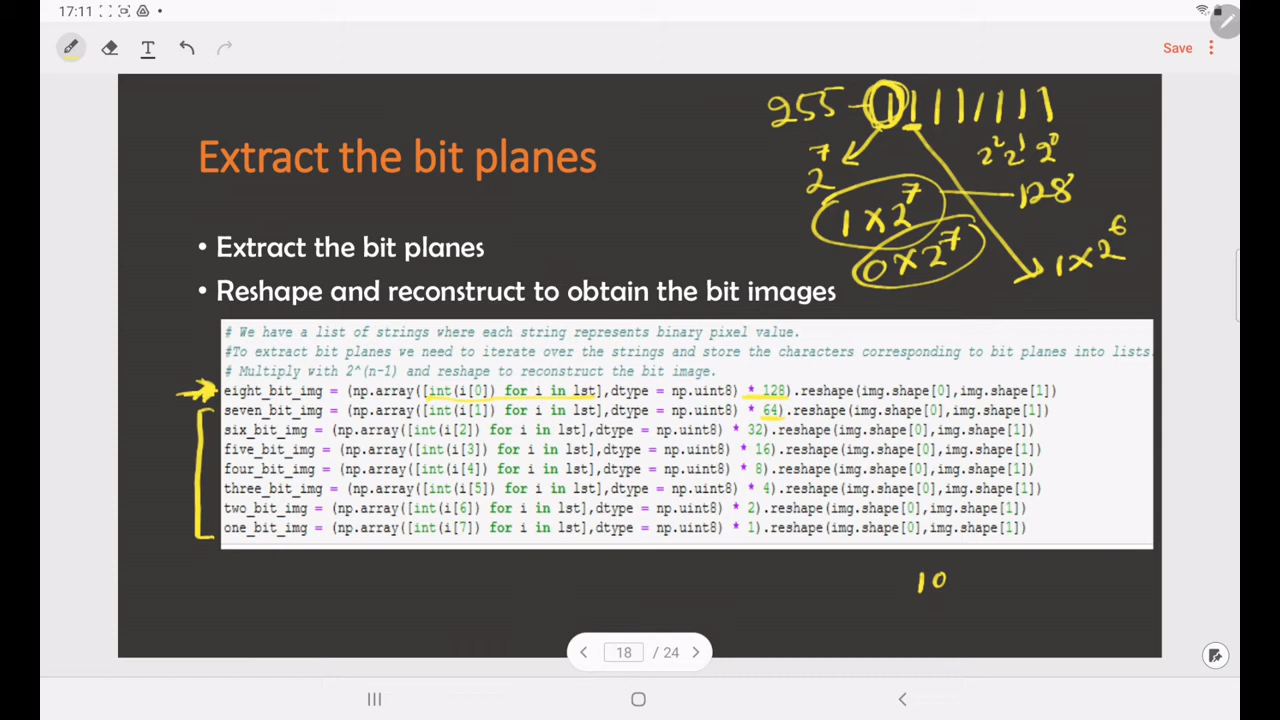 17:11
T
Save
255 - 1 1 1 1 1 1 1 1
2^7
2^2 2^1 2^0
1 x 2^7
128
0 x 2^7
1 x 2^6
Extract the bit planes
• Extract the bit planes
• Reshape and reconstruct to obtain the bit images
# We have a list of strings where each string represents binary pixel value.
#To extract bit planes we need to iterate over the strings and store the characters corresponding to bit planes into lists.
# Multiply with 2^(n-1) and reshape to reconstruct the bit image.
eight_bit_img = (np.array([int(i[0]) for i in lst],dtype = np.uint8) * 128).reshape(img.shape[0],img.shape[1])
seven_bit_img = (np.array([int(i[1]) for i in lst],dtype = np.uint8) * 64).reshape(img.shape[0],img.shape[1])
six_bit_img = (np.array([int(i[2]) for i in lst],dtype = np.uint8) * 32).reshape(img.shape[0],img.shape[1])
five_bit_img = (np.array([int(i[3]) for i in lst],dtype = np.uint8) * 16).reshape(img.shape[0],img.shape[1])
four_bit_img = (np.array([int(i[4]) for i in lst],dtype = np.uint8) * 8).reshape(img.shape[0],img.shape[1])
three_bit_img = (np.array([int(i[5]) for i in lst],dtype = np.uint8) * 4).reshape(img.shape[0],img.shape[1])
two_bit_img = (np.array([int(i[6]) for i in lst],dtype = np.uint8) * 2).reshape(img.shape[0],img.shape[1])
one_bit_img = (np.array([int(i[7]) for i in lst],dtype = np.uint8) * 1).reshape(img.shape[0],img.shape[1])
10
18 / 24